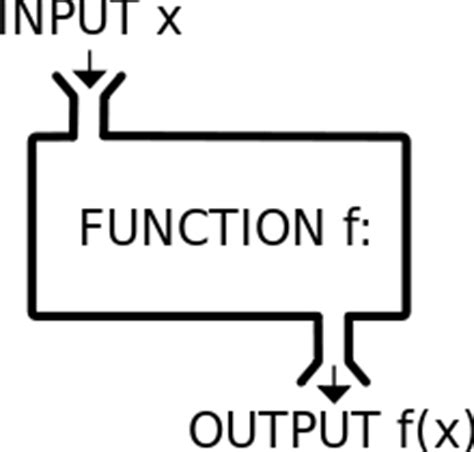 INPUT x
FUNCTION f:
OUTPUT f(x)